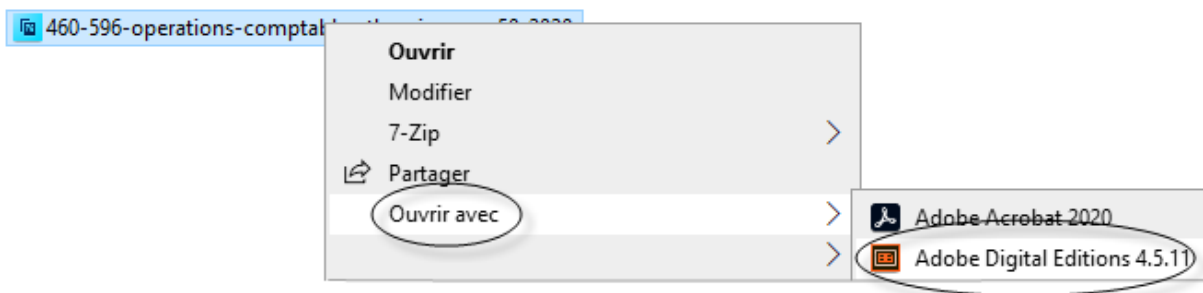 460-596-operations-comptab
Ouvrir
Modifier
7-Zip
Partager
Ouvrir avec
Adobe Acrobat 2020
Adobe Digital Editions 4.5.11